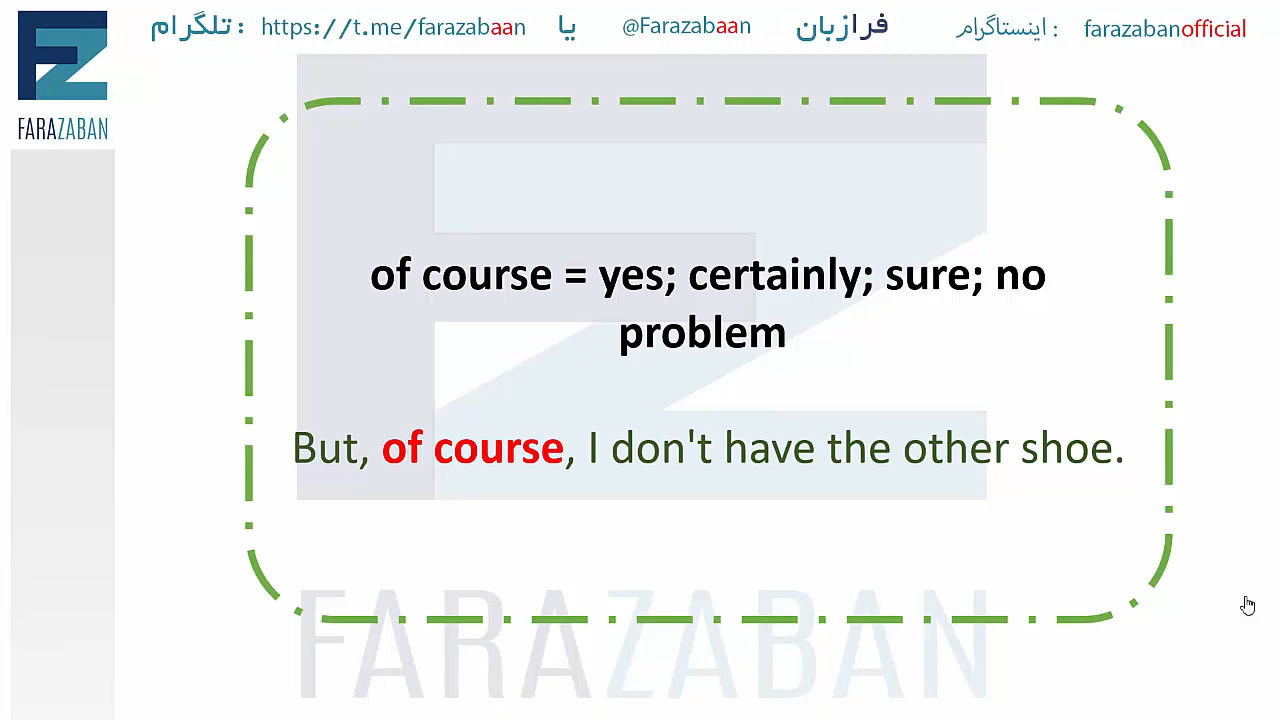 تلگرام : https://t.me/farazabaan یا @Farazabaan فرازبان اینستاگرام : farazabanofficial
FZ
FARAZABAN
of course = yes; certainly; sure; no
problem
But, of course, I don't have the other shoe.
FARAZABAN